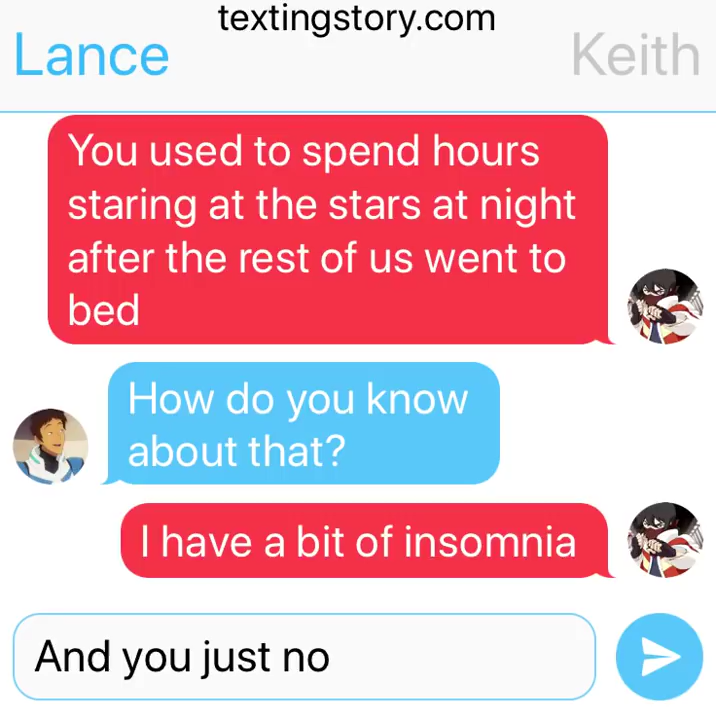 textingstory.com
Lance
Keith
You used to spend hours
staring at the stars at night
after the rest of us went to
bed
How do you know
about that?
I have a bit of insomnia
And you just no